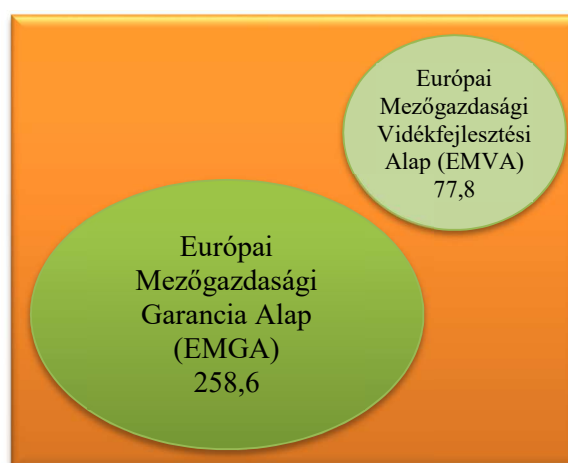 Európai
Mezőgazdasági
Vidékfejlesztési
Alap (EMVA)
77,8
Európai
Mezőgazdasági
Garancia Alap
(EMGA)
258,6